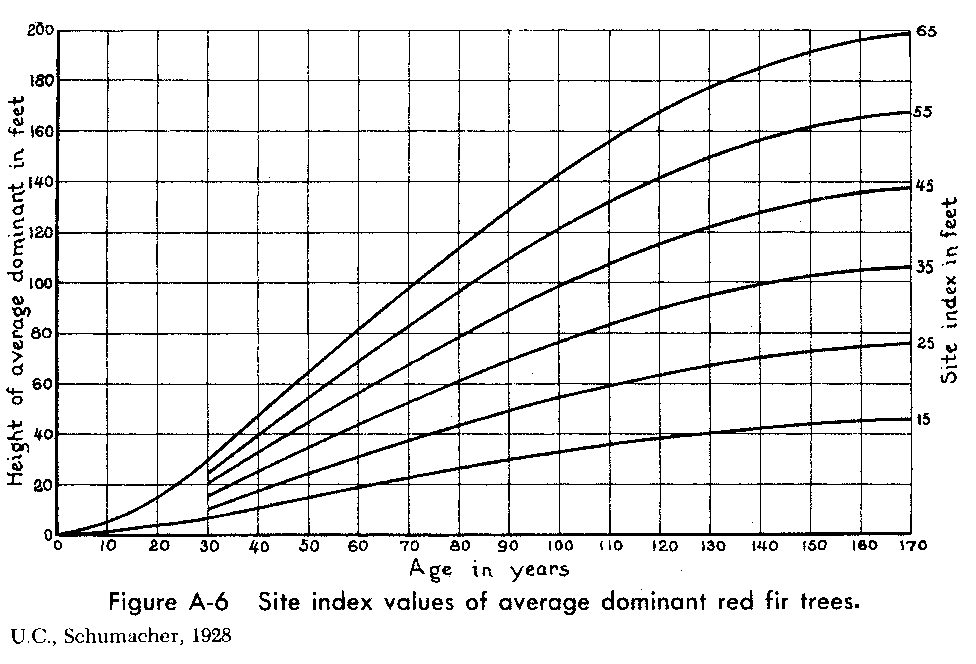 200
180
160
140
120
100
80
60
40
20
0
Height of average dominant in feet
65
55
45
35
25
15
Site index in feet
0 10 20 30 40 50 60 70 80 90 100 110 120 130 140 150 160 170
Age in years
Figure A-6 Site index values of average dominant red fir trees.
U.C., Schumacher, 1928